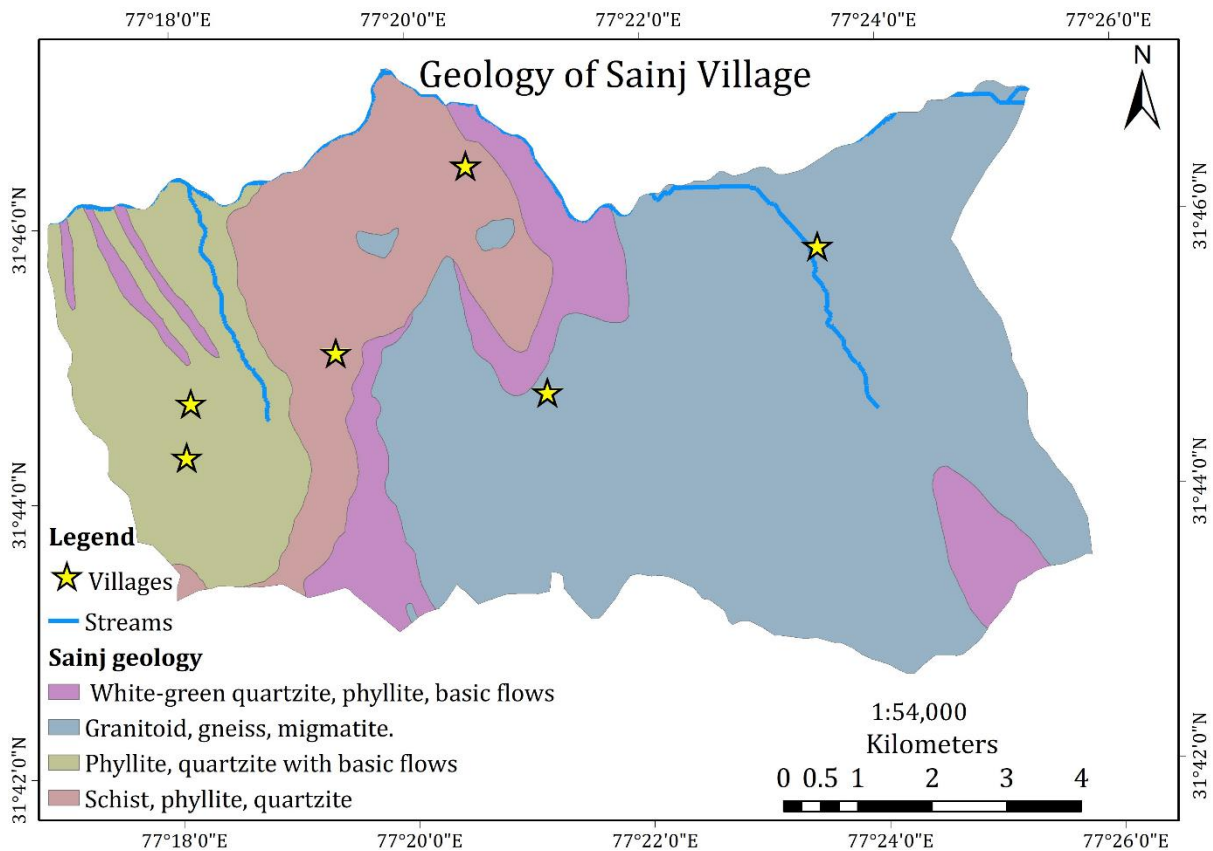 77°18'0"E 77°20'0"E 77°22'0"E 77°24'0"E 77°26'0"E
Geology of Sainj Village
N
31°46'0"N 31°46'0"N
31°44'0"N 31°44'0"N
31°42'0"N 31°42'0"N
Legend
Villages
Streams
Sainj geology
White-green quartzite, phyllite, basic flows
Granitoid, gneiss, migmatite.
Phyllite, quartzite with basic flows
Schist, phyllite, quartzite
1:54,000
Kilometers
0 0.5 1 2 3 4
77°18'0"E 77°20'0"E 77°22'0"E 77°24'0"E 77°26'0"E